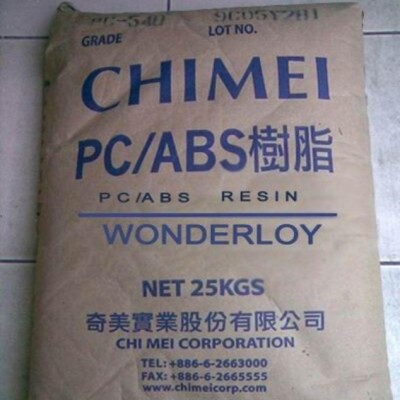 PC-540 9C05Y2B1
GRADE LOT NO.
CHIMEI
PC/ABS樹脂
PC/ABS RESIN
WONDERLOY
NET 25KGS
奇美實業股份有限公司
CHI MEI CORPORATION
TEL: +886-6-2663000
FAX: +886-6-2665555
www.chimeicorp.com